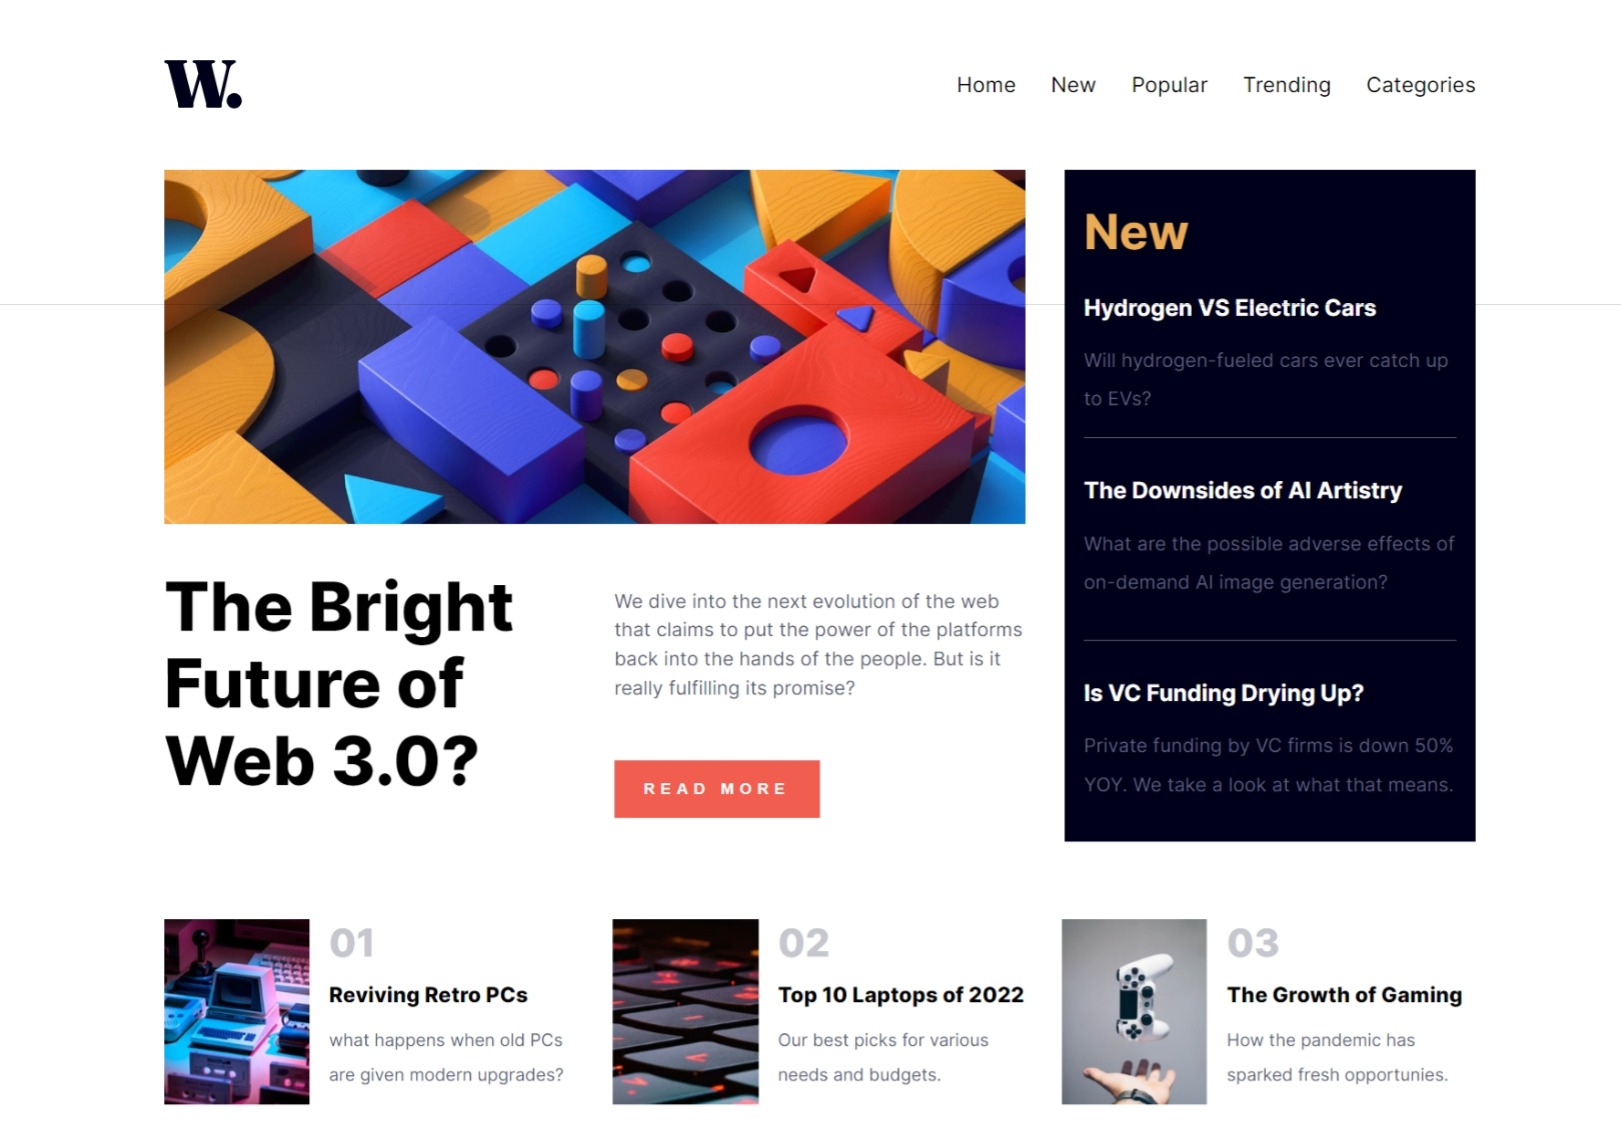 W.
Home New Popular Trending Categories
New
Hydrogen VS Electric Cars
Will hydrogen-fueled cars ever catch up
to EVs?
The Downsides of AI Artistry
What are the possible adverse effects of
on-demand AI image generation?
Is VC Funding Drying Up?
Private funding by VC firms is down 50%
YOY. We take a look at what that means.
The Bright
Future of
Web 3.0?
We dive into the next evolution of the web
that claims to put the power of the platforms
back into the hands of the people. But is it
really fulfilling its promise?
READ MORE
01
Reviving Retro PCs
what happens when old PCs
are given modern upgrades?
02
Top 10 Laptops of 2022
Our best picks for various
needs and budgets.
03
The Growth of Gaming
How the pandemic has
sparked fresh opportunies.